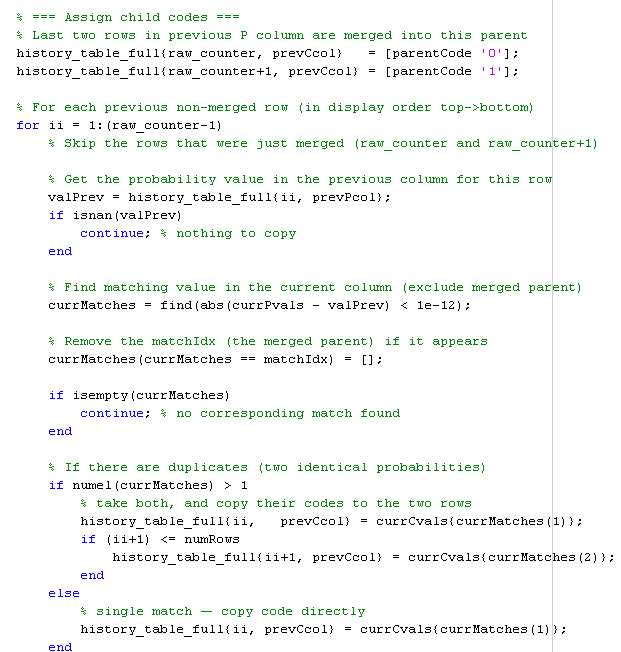 % === Assign child codes ===
% Last two rows in previous P column are merged into this parent
history_table_full{raw_counter, prevCcol}   = [parentCode '0'];
history_table_full{raw_counter+1, prevCcol} = [parentCode '1'];
% For each previous non-merged row (in display order top->bottom)
for ii = 1:(raw_counter-1)
    % Skip the rows that were just merged (raw_counter and raw_counter+1)
    % Get the probability value in the previous column for this row
    valPrev = history_table_full{ii, prevPcol};
    if isnan(valPrev)
        continue; % nothing to copy
    end
    % Find matching value in the current column (exclude merged parent)
    currMatches = find(abs(currPvals - valPrev) < 1e-12);
    % Remove the matchIdx (the merged parent) if it appears
    currMatches(currMatches == matchIdx) = [];
    if isempty(currMatches)
        continue; % no corresponding match found
    end
    % If there are duplicates (two identical probabilities)
    if numel(currMatches) > 1
        % take both, and copy their codes to the two rows
        history_table_full{ii,   prevCcol} = currCvals{currMatches(1)};
        if (ii+1) <= numRows
            history_table_full{ii+1, prevCcol} = currCvals{currMatches(2)};
        end
    else
        % single match — copy code directly
        history_table_full{ii, prevCcol} = currCvals{currMatches(1)};
    end